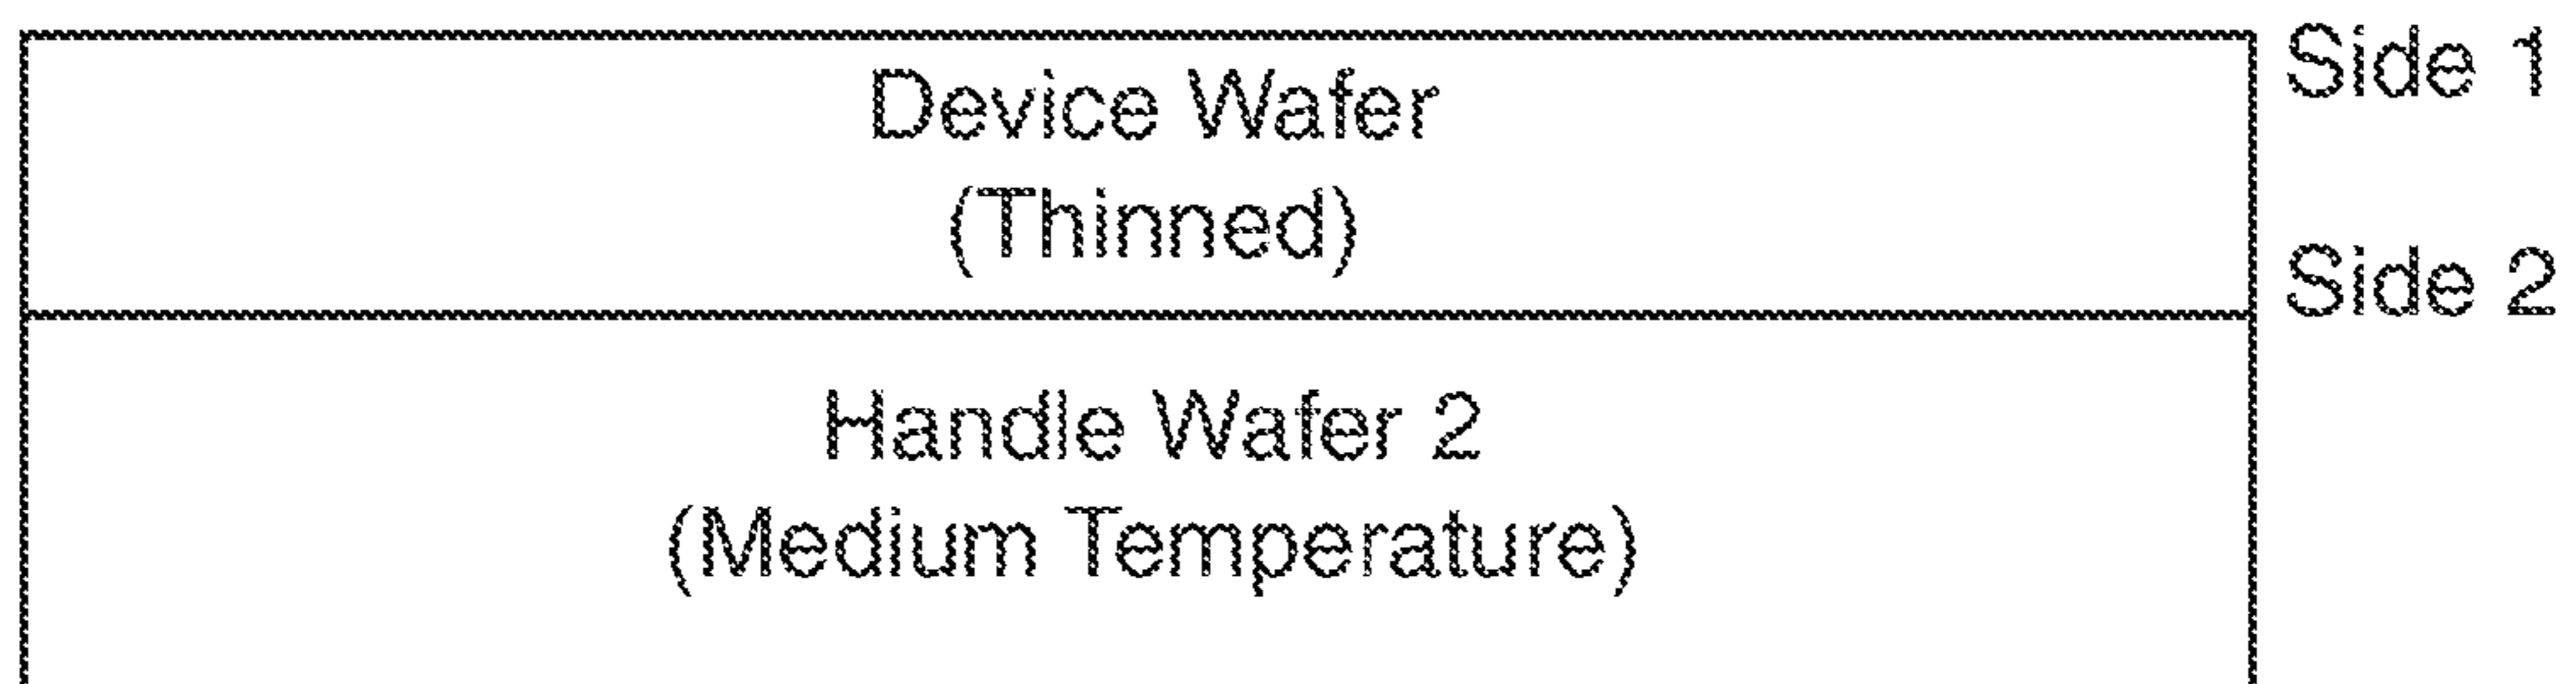 Side 1
Device Wafer
(Thinned)
Side 2
Handle Wafer 2
(Medium Temperature)